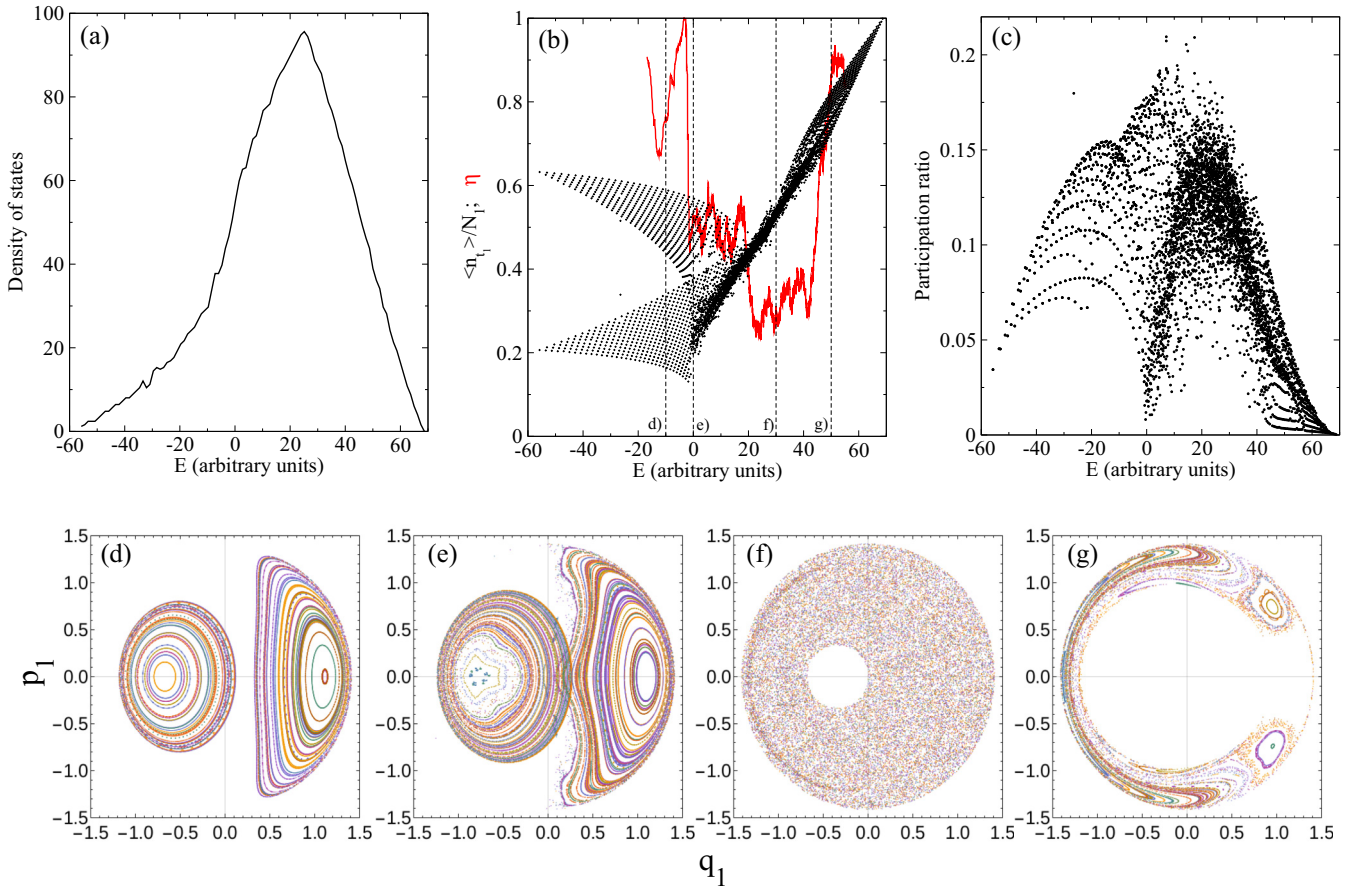 (a)
Density of states
100
90
80
70
60
50
40
30
20
10
0
-60 -40 -20 0 20 40 60
E (arbitrary units)
(b)
<n_{t_1}>/N_1; η
1
0.8
0.6
0.4
0.2
0
d) e) f) g)
-60 -40 -20 0 20 40 60
E (arbitrary units)
(c)
Participation ratio
0.2
0.15
0.1
0.05
0
-60 -40 -20 0 20 40 60
E (arbitrary units)
p_1
(d)
1.5
1.0
0.5
0.0
−0.5
−1.0
−1.5
−1.5 −1.0 −0.5 0.0 0.5 1.0 1.5
(e)
1.5
1.0
0.5
0.0
−0.5
−1.0
−1.5
−1.5 −1.0 −0.5 0.0 0.5 1.0 1.5
(f)
1.5
1.0
0.5
0.0
−0.5
−1.0
−1.5
−1.5 −1.0 −0.5 0.0 0.5 1.0 1.5
(g)
1.5
1.0
0.5
0.0
−0.5
−1.0
−1.5
−1.5 −1.0 −0.5 0.0 0.5 1.0 1.5
q_1